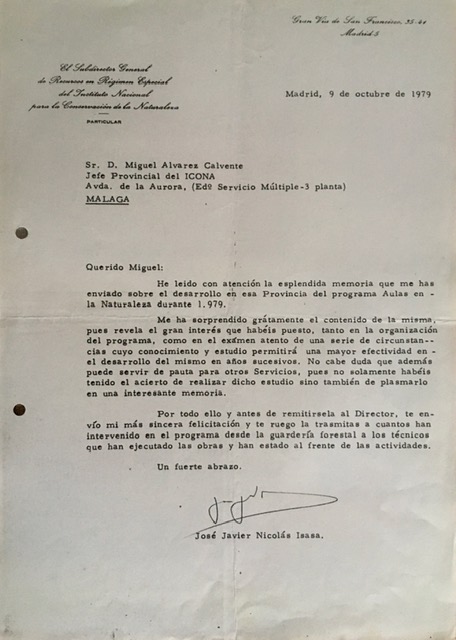 Gran Vía de San Francisco, 35-41
Madrid-5
El Subdirector General
de Recursos en Régimen Especial
del Instituto Nacional
para la Conservación de la Naturaleza
PARTICULAR
Madrid, 9 de octubre de 1979
Sr. D. Miguel Alvarez Calvente
Jefe Provincial del ICONA
Avda. de la Aurora, (Edº Servicio Múltiple-3 planta)
MALAGA
Querido Miguel:
He leido con atención la esplendida memoria que me has
enviado sobre el desarrollo en esa Provincia del programa Aulas en -
la Naturaleza durante 1.979.
Me ha sorprendido grátamente el contenido de la misma,
pues revela el gran interés que habéis puesto, tanto en la organización
del programa, como en el exámen atento de una serie de circunstan--
cias cuyo conocimiento y estudio permitirá una mayor efectividad en -
el desarrollo del mismo en años sucesivos. No cabe duda que además
puede servir de pauta para otros Servicios, pues no solamente habéis
tenido el acierto de realizar dicho estudio sino también de plasmarlo
en una interesante memoria.
Por todo ello y antes de remitirsela al Director, te en-
vío mi más sincera felicitación y te ruego la trasmitas a cuantos han
intervenido en el programa desde la guardería forestal a los técnicos
que han ejecutado las obras y han estado al frente de las actividades.
Un fuerte abrazo.
José Javier Nicolás Isasa.